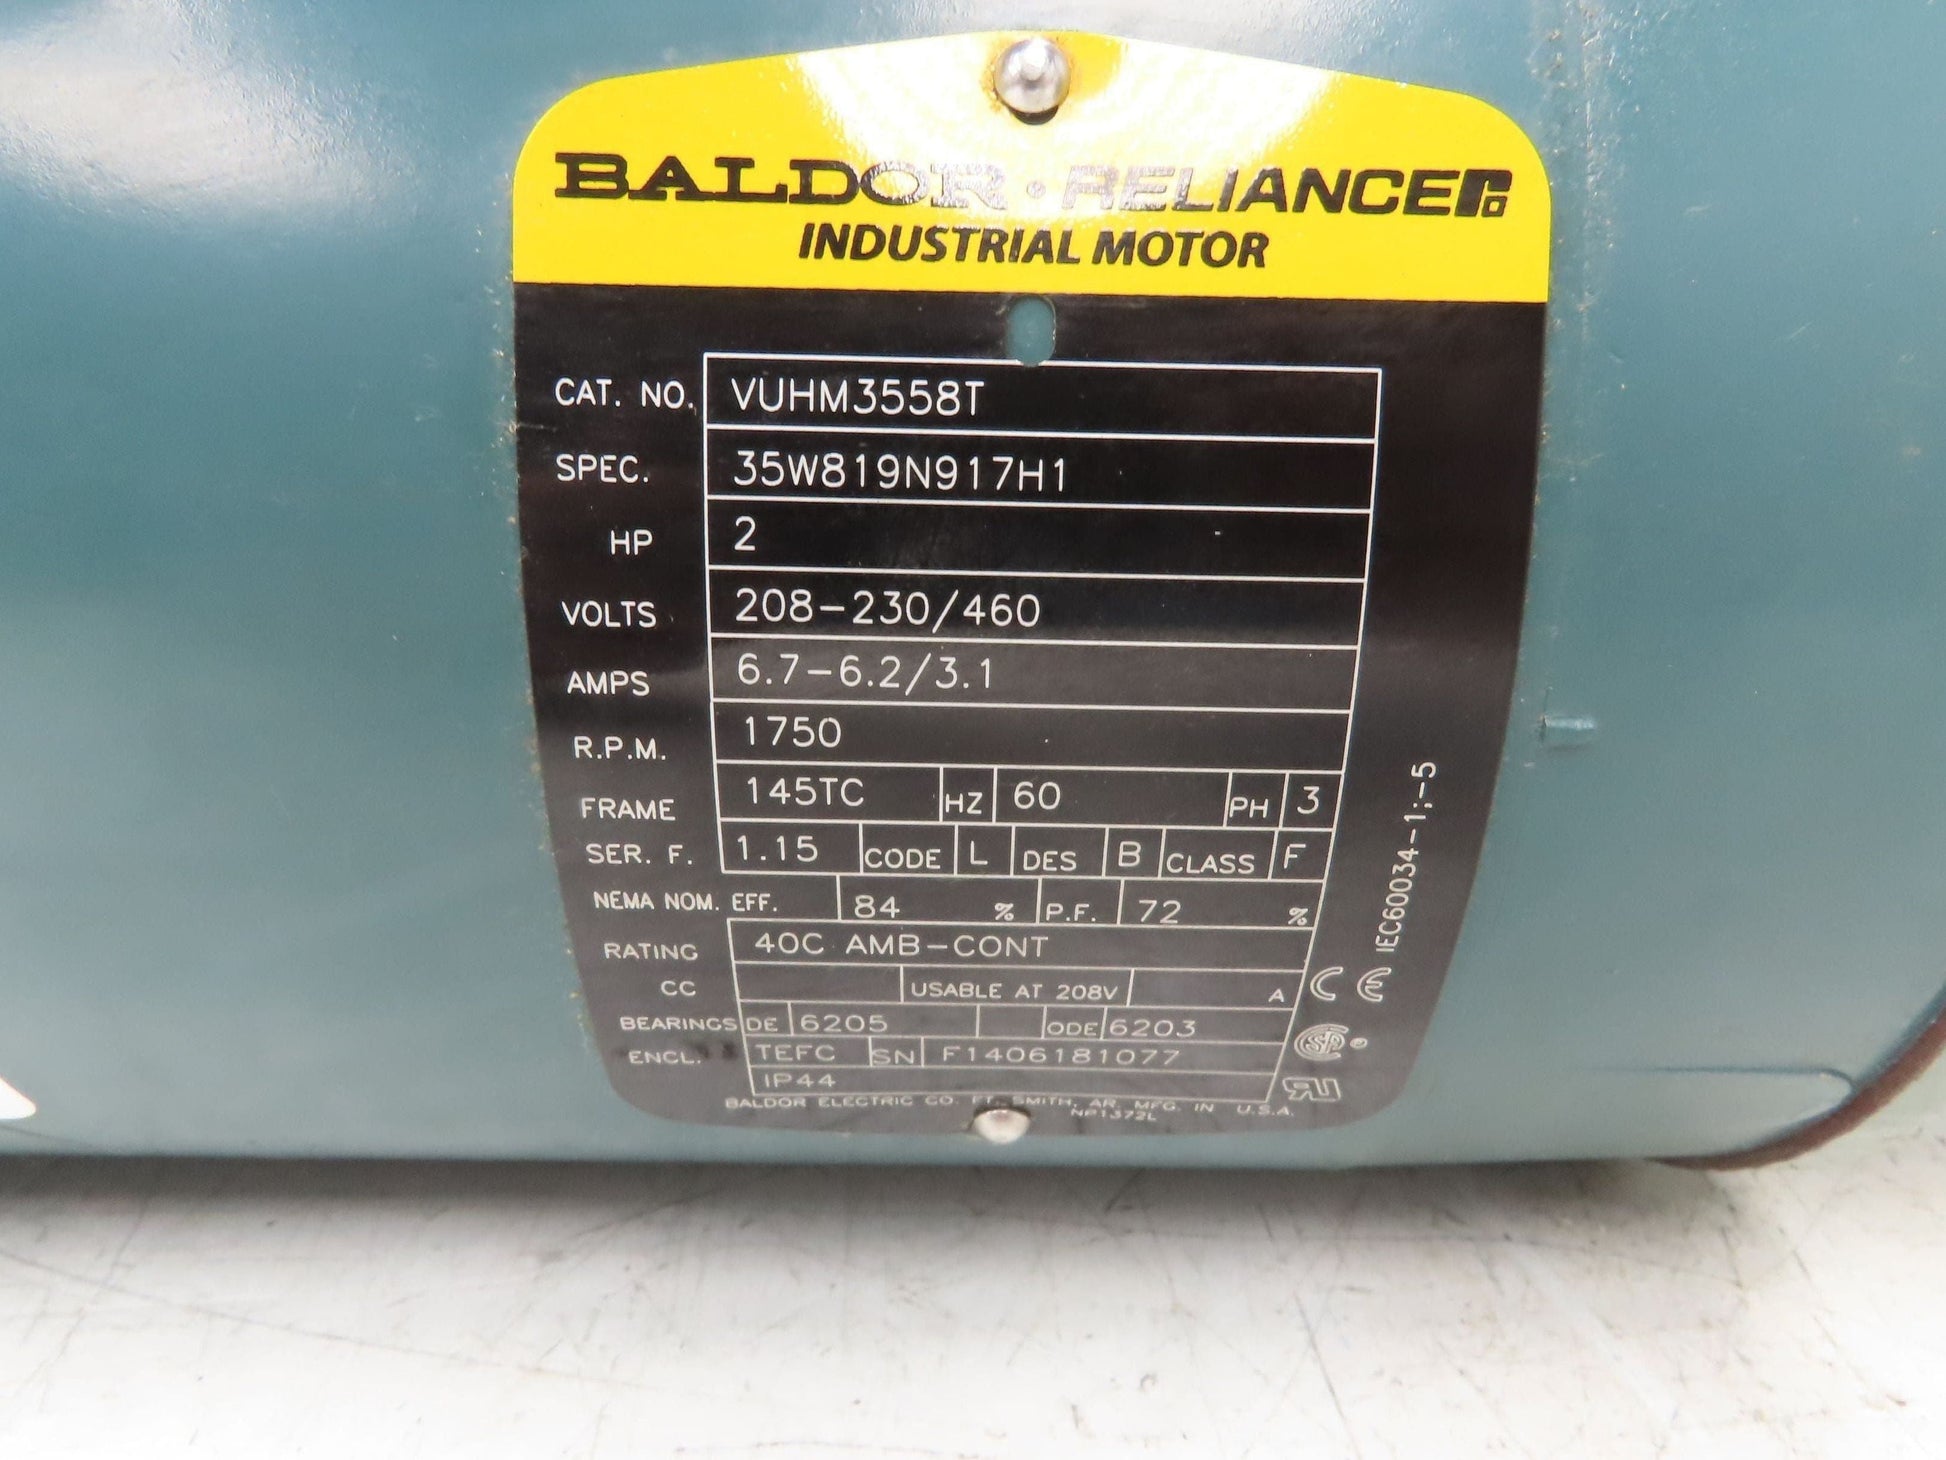 BALDOR · RELIANCE
INDUSTRIAL MOTOR
CAT. NO. VUHM3558T
SPEC. 35W819N917H1
HP 2
VOLTS 208-230/460
AMPS 6.7-6.2/3.1
R.P.M. 1750
FRAME 145TC HZ 60 PH 3
SER. F. 1.15 CODE L DES B CLASS F
NEMA NOM. EFF. 84 % P.F. 72 %
RATING 40C AMB-CONT
CC USABLE AT 208V A
BEARINGS DE 6205 ODE 6203
ENCL. TEFC SN F1406181077
IP44
BALDOR ELECTRIC CO. FT. SMITH, AR. MFG. IN U.S.A.
NP1372L
IEC60034-1;-5
CE